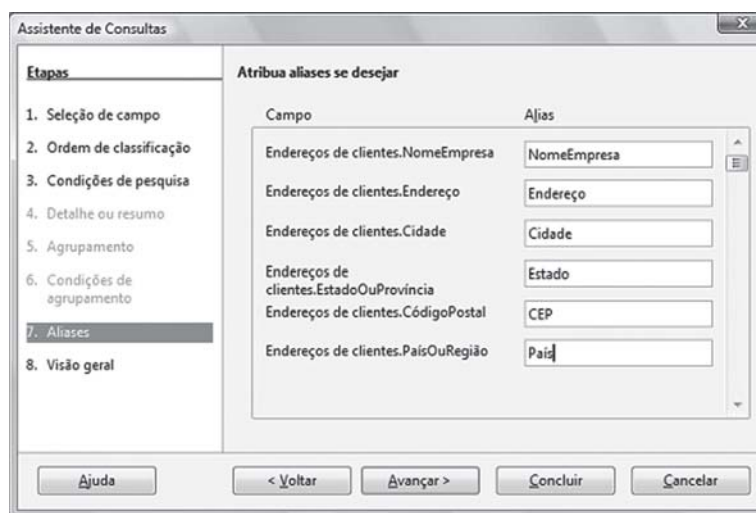 Assistente de Consultas
Etapas
1. Seleção de campo
2. Ordem de classificação
3. Condições de pesquisa
4. Detalhe ou resumo
5. Agrupamento
6. Condições de
agrupamento
7. Aliases
8. Visão geral
Atribua aliases se desejar
Campo Alias
Endereços de clientes.NomeEmpresa NomeEmpresa
Endereços de clientes.Endereço Endereço
Endereços de clientes.Cidade Cidade
Endereços de
clientes.EstadoOuProvíncia Estado
Endereços de clientes.CódigoPostal CEP
Endereços de clientes.PaísOuRegião País
Ajuda < Voltar Avançar > Concluir Cancelar